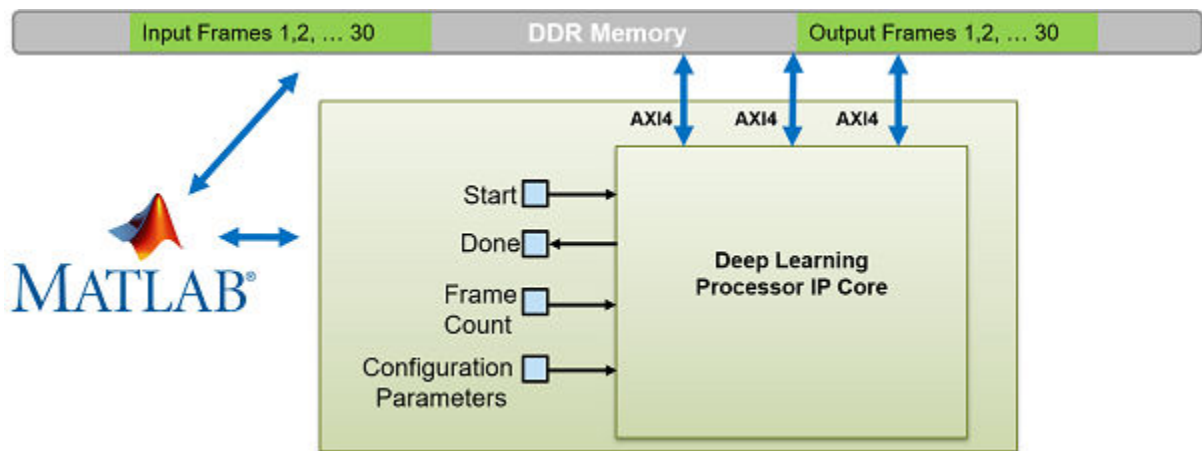 Input Frames 1,2, … 30
DDR Memory
Output Frames 1,2, … 30
AXI4
AXI4
AXI4
Start
Done
Frame
Count
Configuration
Parameters
Deep Learning
Processor IP Core
MATLAB®